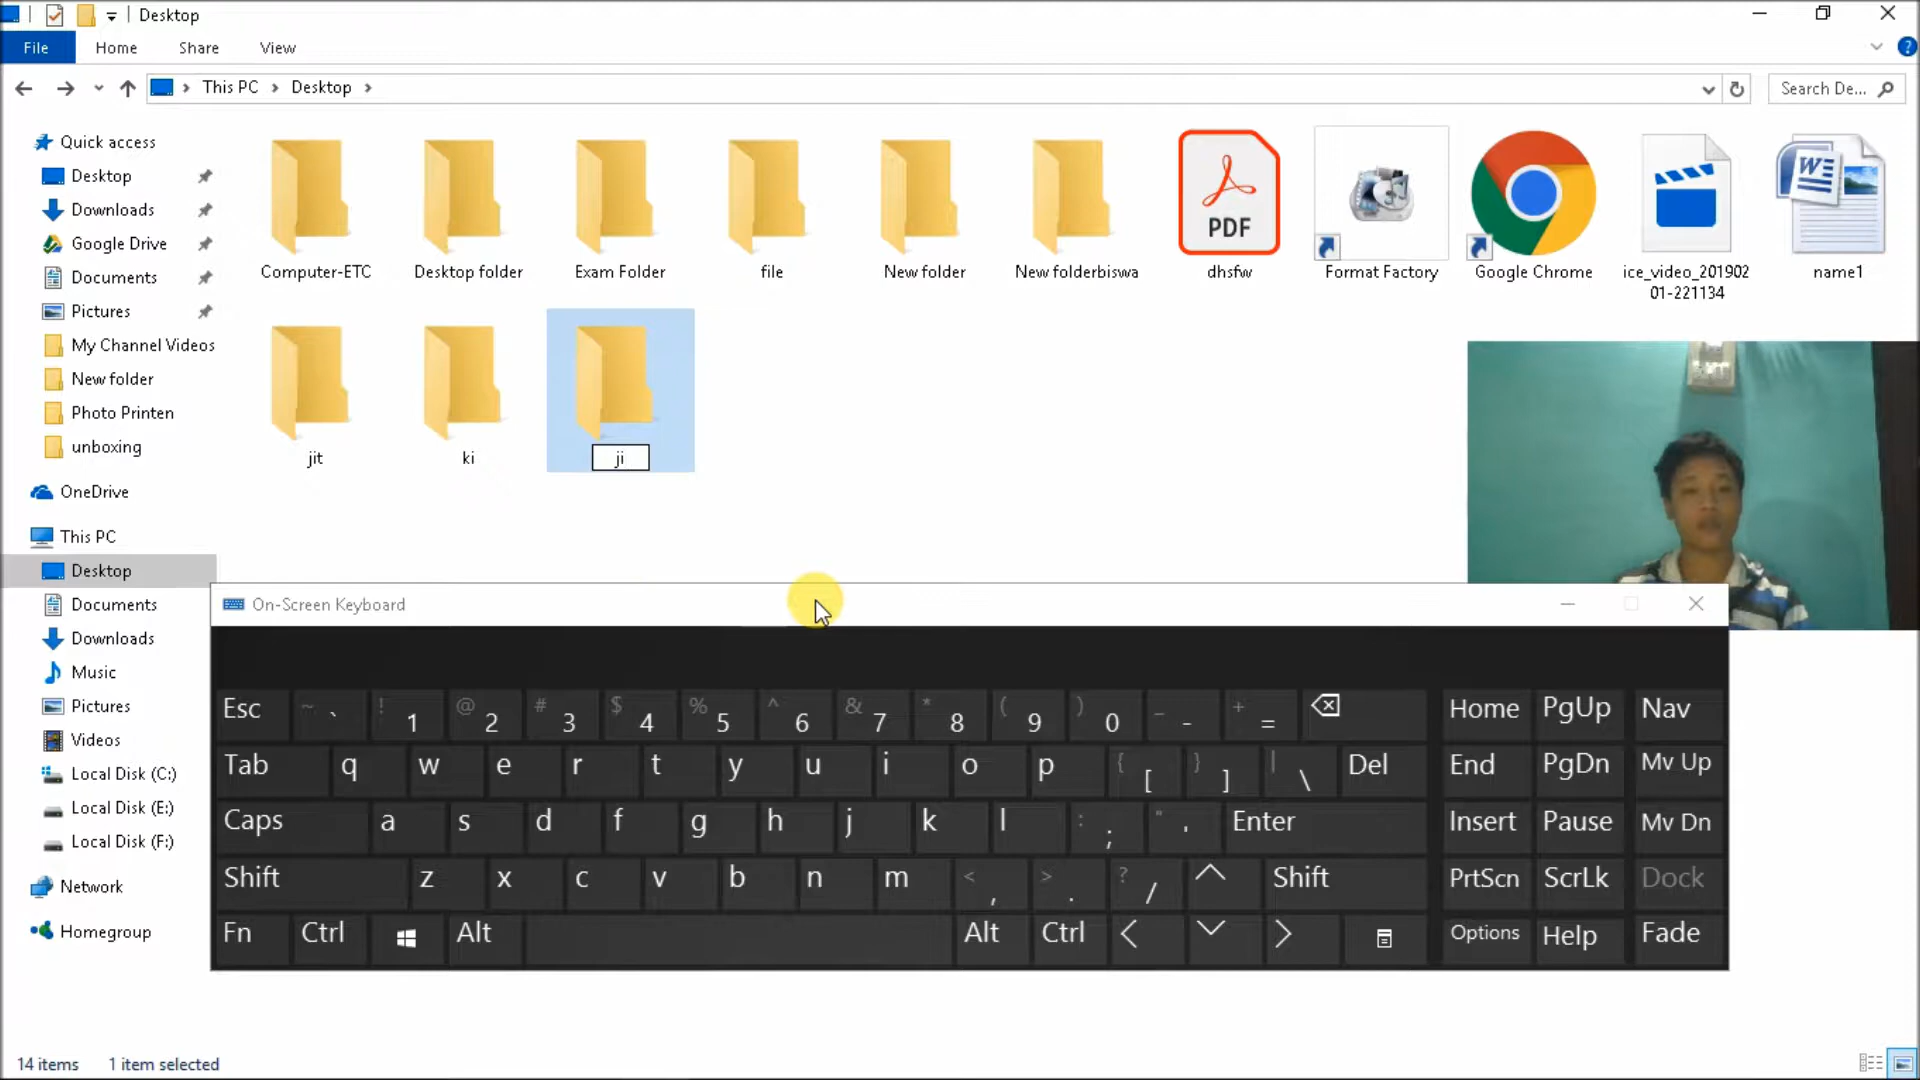 Desktop
File Home Share View
This PC Desktop
Search De...
Quick access
Desktop
Downloads
Google Drive
Documents
Pictures
My Channel Videos
New folder
Photo Printen
unboxing
OneDrive
This PC
Desktop
Documents
Downloads
Music
Pictures
Videos
Local Disk (C:)
Local Disk (E:)
Local Disk (F:)
Network
Homegroup
PDF
W
Computer-ETC Desktop folder Exam Folder file New folder New folderbiswa dhsfw Format Factory Google Chrome ice_video_201902 name1
01-221134
jit ki ji
On-Screen Keyboard
Esc ~ ` ! 1 @ 2 # 3 $ 4 % 5 ^ 6 & 7 * 8 ( 9 ) 0 _ - + = Home PgUp Nav
Tab q w e r t y u i o p { [ } ] | \ Del End PgDn Mv Up
Caps a s d f g h j k l : ; " ' Enter Insert Pause Mv Dn
Shift z x c v b n m < , > . ? / Shift PrtScn ScrLk Dock
Fn Ctrl Alt Alt Ctrl Options Help Fade
14 items 1 item selected